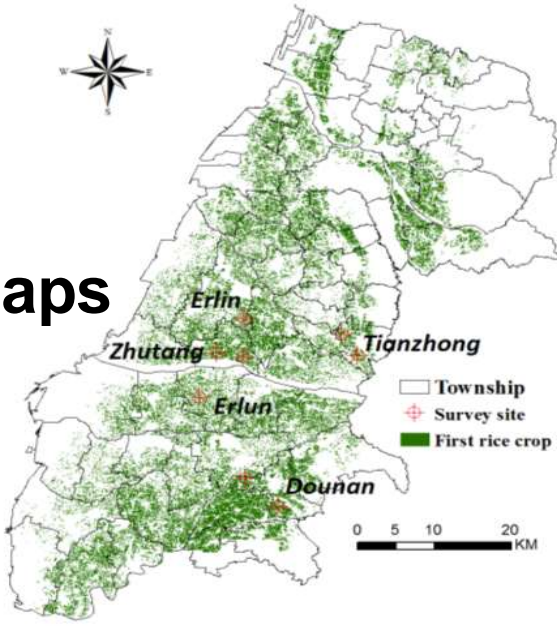 N
W E
S
aps
Erlin
Zhutang
Tianzhong
Erlun
Township
Survey site
First rice crop
Dounan
0 5 10 20
KM